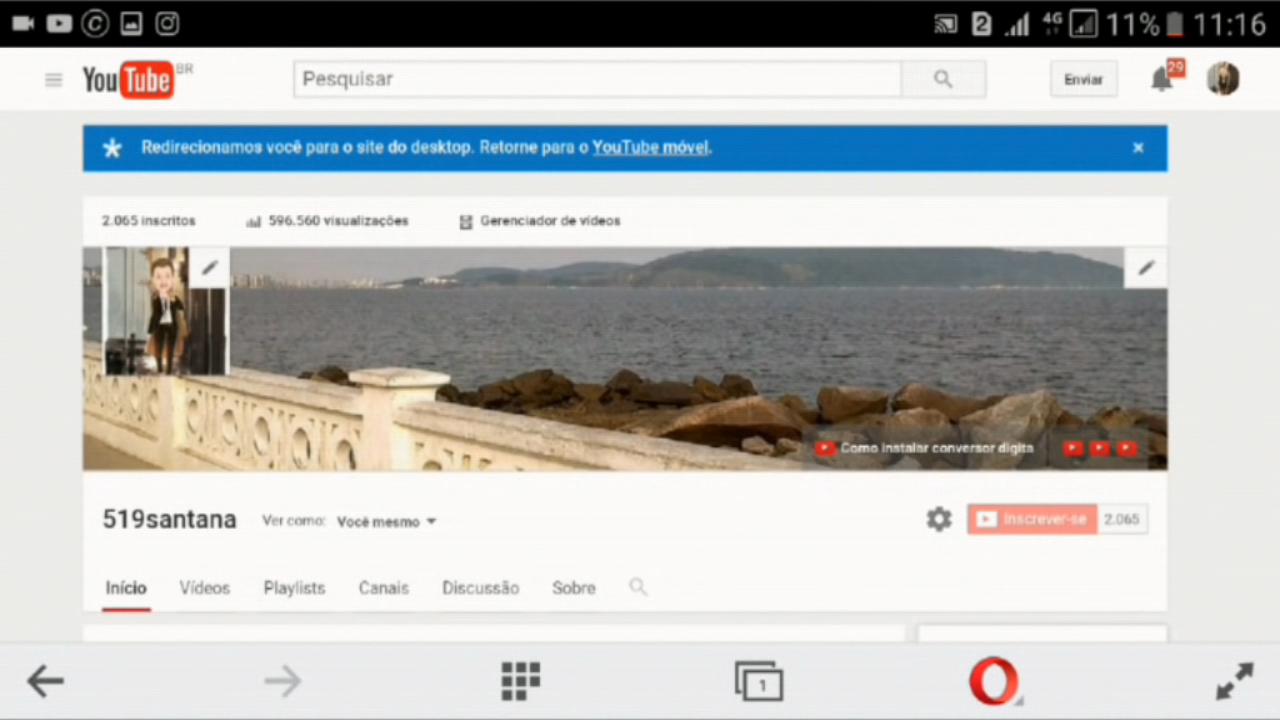 2 4G 11% 11:16
YouTube BR
Pesquisar
Enviar
29
Redirecionamos você para o site do desktop. Retorne para o YouTube móvel.
2.065 inscritos 596.560 visualizações Gerenciador de vídeos
Como instalar conversor digita
519santana Ver como: Você mesmo
Inscrever-se 2.065
Início Vídeos Playlists Canais Discussão Sobre
1